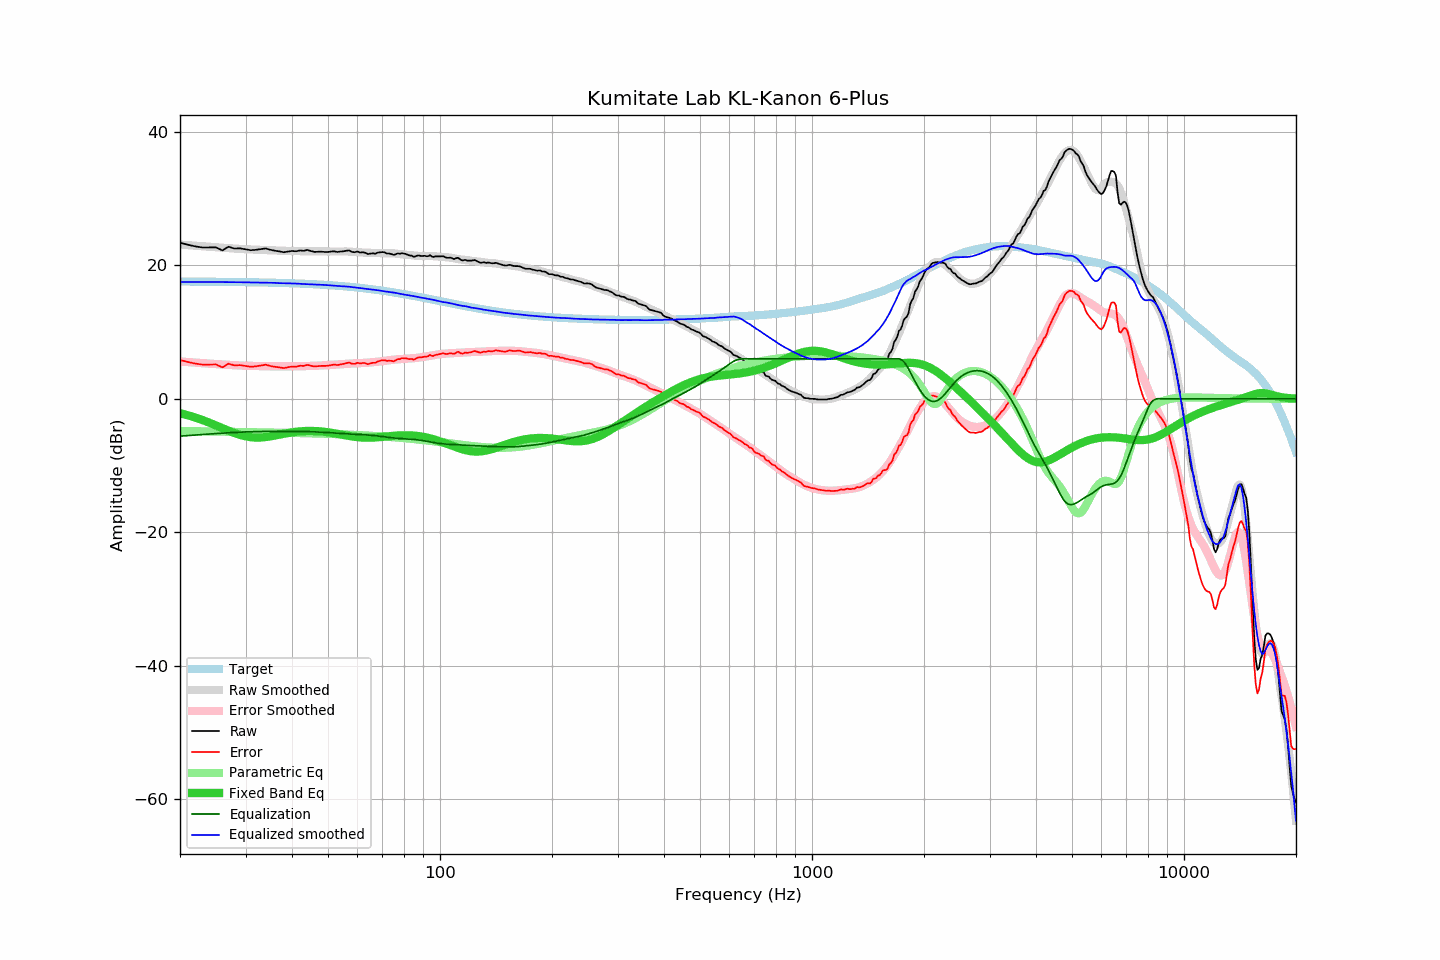 Kumitate Lab KL-Kanon 6-Plus
40
20
0
−20
−40
−60
Amplitude (dBr)
Target
Raw Smoothed
Error Smoothed
Raw
Error
Parametric Eq
Fixed Band Eq
Equalization
Equalized smoothed
100 1000 10000
Frequency (Hz)